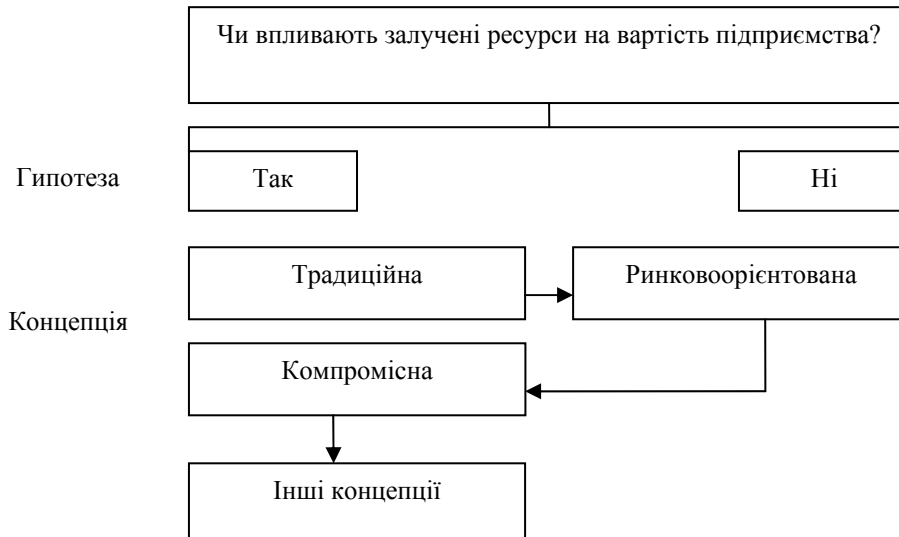 Чи впливають залучені ресурси на вартість підприємства?
Гипотеза
Так
Ні
Традиційна
Ринковоорієнтована
Концепція
Компромісна
Інші концепції